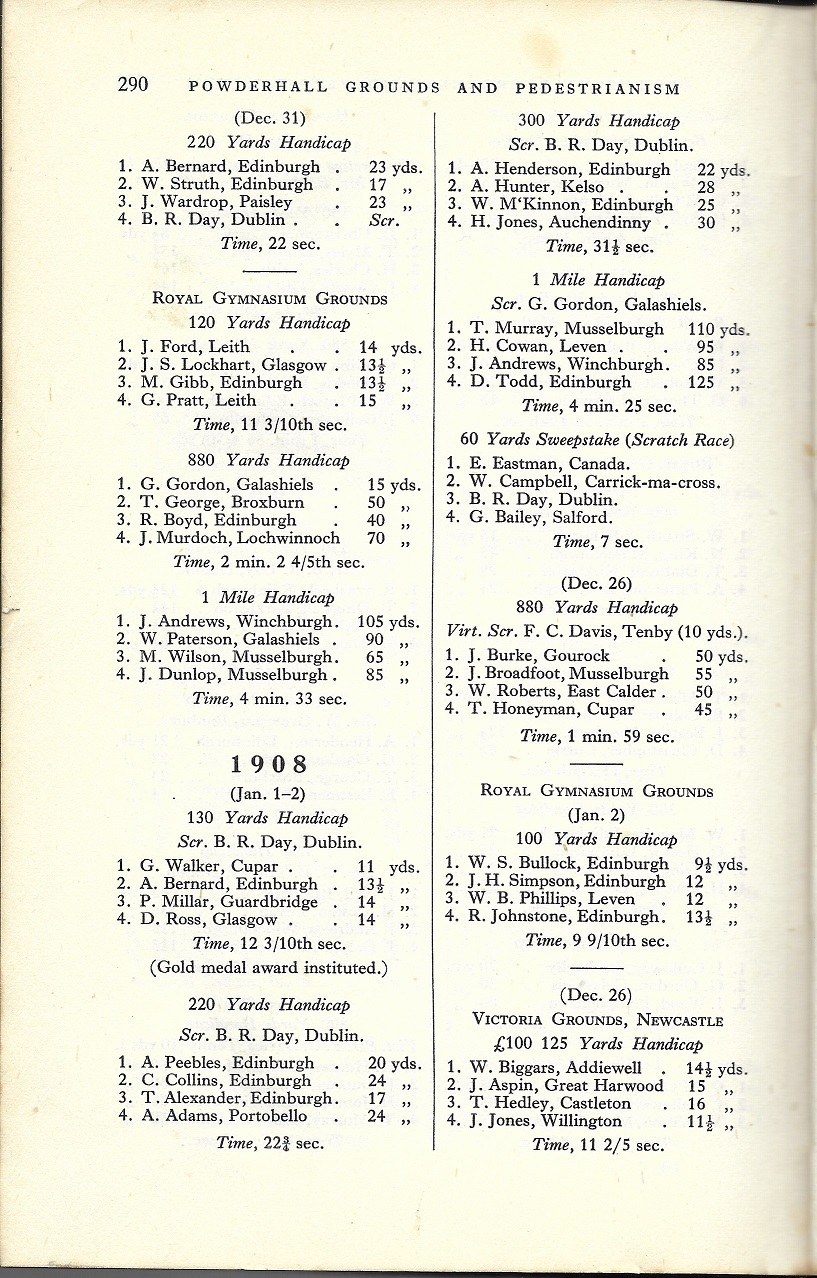 290 POWDERHALL GROUNDS AND PEDESTRIANISM
(Dec. 31)
220 Yards Handicap
1. A. Bernard, Edinburgh . 23 yds.
2. W. Struth, Edinburgh . 17 ,,
3. J. Wardrop, Paisley . 23 ,,
4. B. R. Day, Dublin . . Scr.
Time, 22 sec.
ROYAL GYMNASIUM GROUNDS
120 Yards Handicap
1. J. Ford, Leith . . 14 yds.
2. J. S. Lockhart, Glasgow . 13½ ,,
3. M. Gibb, Edinburgh . 13½ ,,
4. G. Pratt, Leith . . 15 ,,
Time, 11 3/10th sec.
880 Yards Handicap
1. G. Gordon, Galashiels . 15 yds.
2. T. George, Broxburn . 50 ,,
3. R. Boyd, Edinburgh . 40 ,,
4. J. Murdoch, Lochwinnoch 70 ,,
Time, 2 min. 2 4/5th sec.
1 Mile Handicap
1. J. Andrews, Winchburgh. 105 yds.
2. W. Paterson, Galashiels . 90 ,,
3. M. Wilson, Musselburgh. 65 ,,
4. J. Dunlop, Musselburgh . 85 ,,
Time, 4 min. 33 sec.
1908
(Jan. 1–2)
130 Yards Handicap
Scr. B. R. Day, Dublin.
1. G. Walker, Cupar . . 11 yds.
2. A. Bernard, Edinburgh . 13½ ,,
3. P. Millar, Guardbridge . 14 ,,
4. D. Ross, Glasgow . . 14 ,,
Time, 12 3/10th sec.
(Gold medal award instituted.)
220 Yards Handicap
Scr. B. R. Day, Dublin.
1. A. Peebles, Edinburgh . 20 yds.
2. C. Collins, Edinburgh . 24 ,,
3. T. Alexander, Edinburgh. 17 ,,
4. A. Adams, Portobello . 24 ,,
Time, 22¾ sec.
300 Yards Handicap
Scr. B. R. Day, Dublin.
1. A. Henderson, Edinburgh 22 yds.
2. A. Hunter, Kelso . . 28 ,,
3. W. M‘Kinnon, Edinburgh 25 ,,
4. H. Jones, Auchendinny . 30 ,,
Time, 31½ sec.
1 Mile Handicap
Scr. G. Gordon, Galashiels.
1. T. Murray, Musselburgh 110 yds.
2. H. Cowan, Leven . . 95 ,,
3. J. Andrews, Winchburgh. 85 ,,
4. D. Todd, Edinburgh . 125 ,,
Time, 4 min. 25 sec.
60 Yards Sweepstake (Scratch Race)
1. E. Eastman, Canada.
2. W. Campbell, Carrick-ma-cross.
3. B. R. Day, Dublin.
4. G. Bailey, Salford.
Time, 7 sec.
(Dec. 26)
880 Yards Handicap
Virt. Scr. F. C. Davis, Tenby (10 yds.).
1. J. Burke, Gourock . 50 yds.
2. J. Broadfoot, Musselburgh 55 ,,
3. W. Roberts, East Calder . 50 ,,
4. T. Honeyman, Cupar . 45 ,,
Time, 1 min. 59 sec.
ROYAL GYMNASIUM GROUNDS
(Jan. 2)
100 Yards Handicap
1. W. S. Bullock, Edinburgh 9½ yds.
2. J. H. Simpson, Edinburgh 12 ,,
3. W. B. Phillips, Leven . 12 ,,
4. R. Johnstone, Edinburgh. 13½ ,,
Time, 9 9/10th sec.
(Dec. 26)
VICTORIA GROUNDS, NEWCASTLE
£100 125 Yards Handicap
1. W. Biggars, Addiewell . 14½ yds.
2. J. Aspin, Great Harwood 15 ,,
3. T. Hedley, Castleton . 16 ,,
4. J. Jones, Willington . 11½ ,,
Time, 11 2/5 sec.